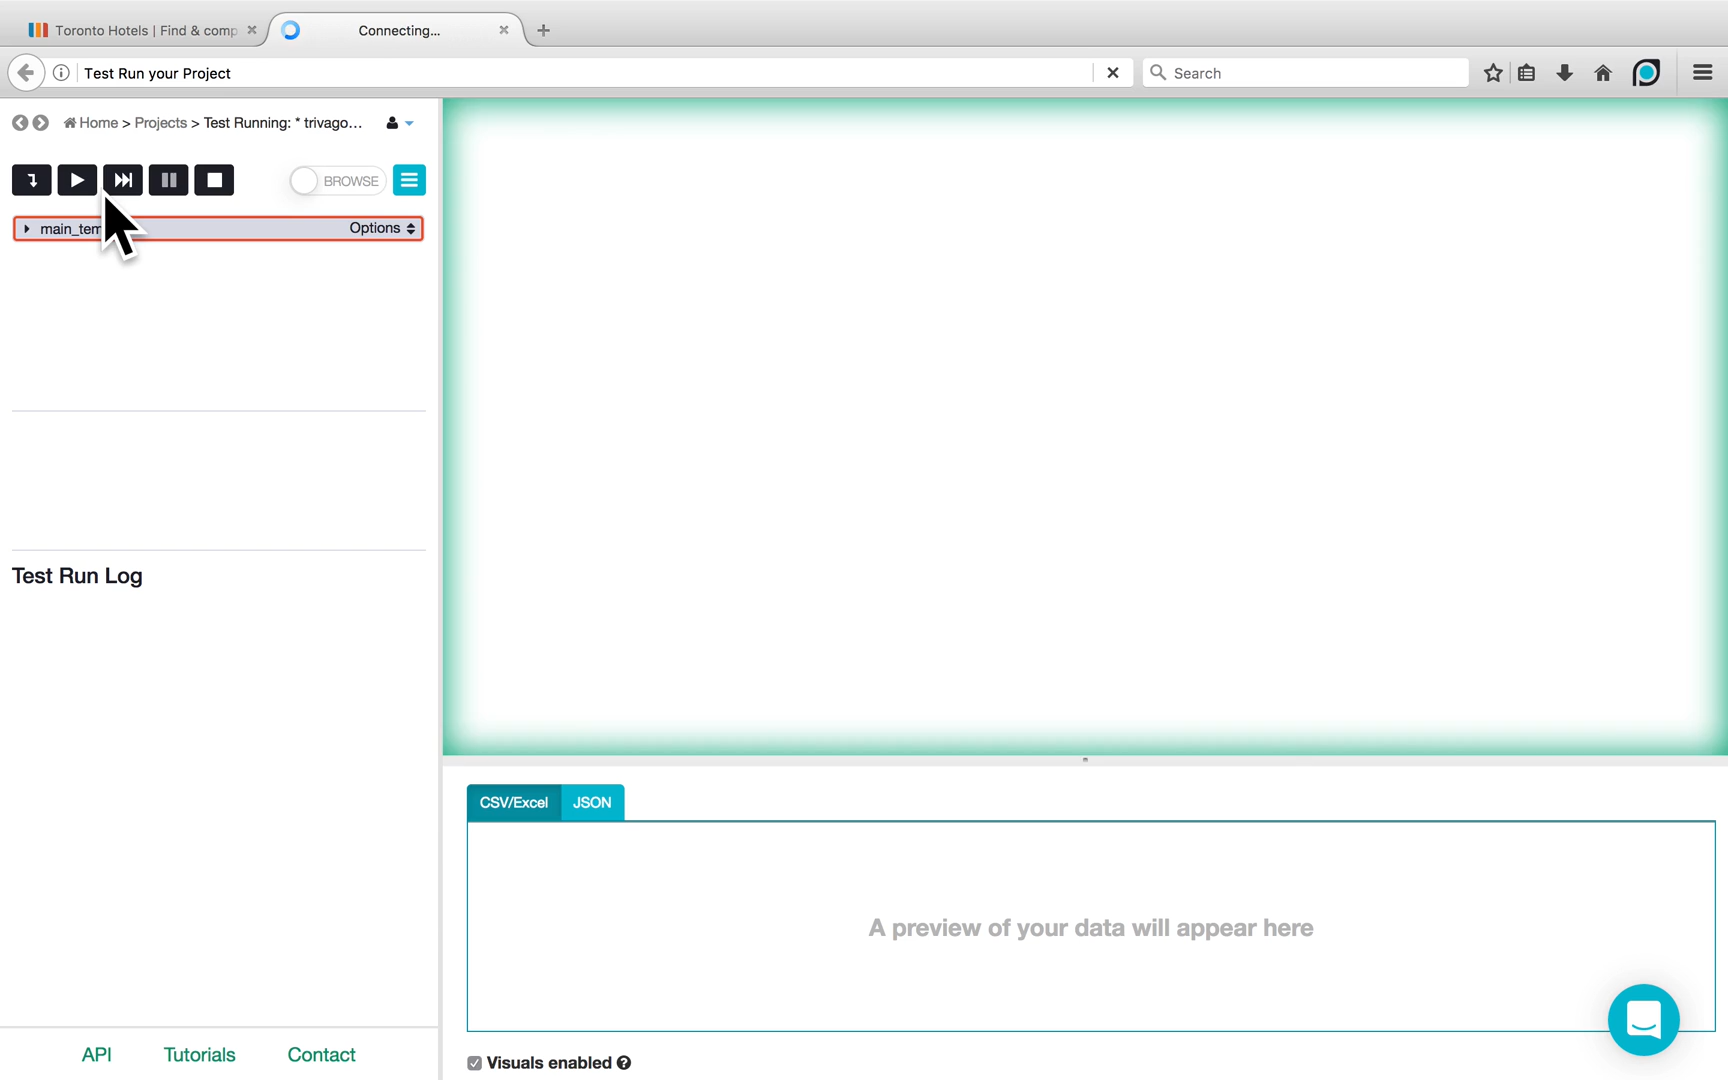 Toronto Hotels | Find & comp
Connecting...
Test Run your Project
Search
Home > Projects > Test Running: * trivago...
BROWSE
main_tem
Options
Test Run Log
CSV/Excel
JSON
A preview of your data will appear here
API
Tutorials
Contact
Visuals enabled